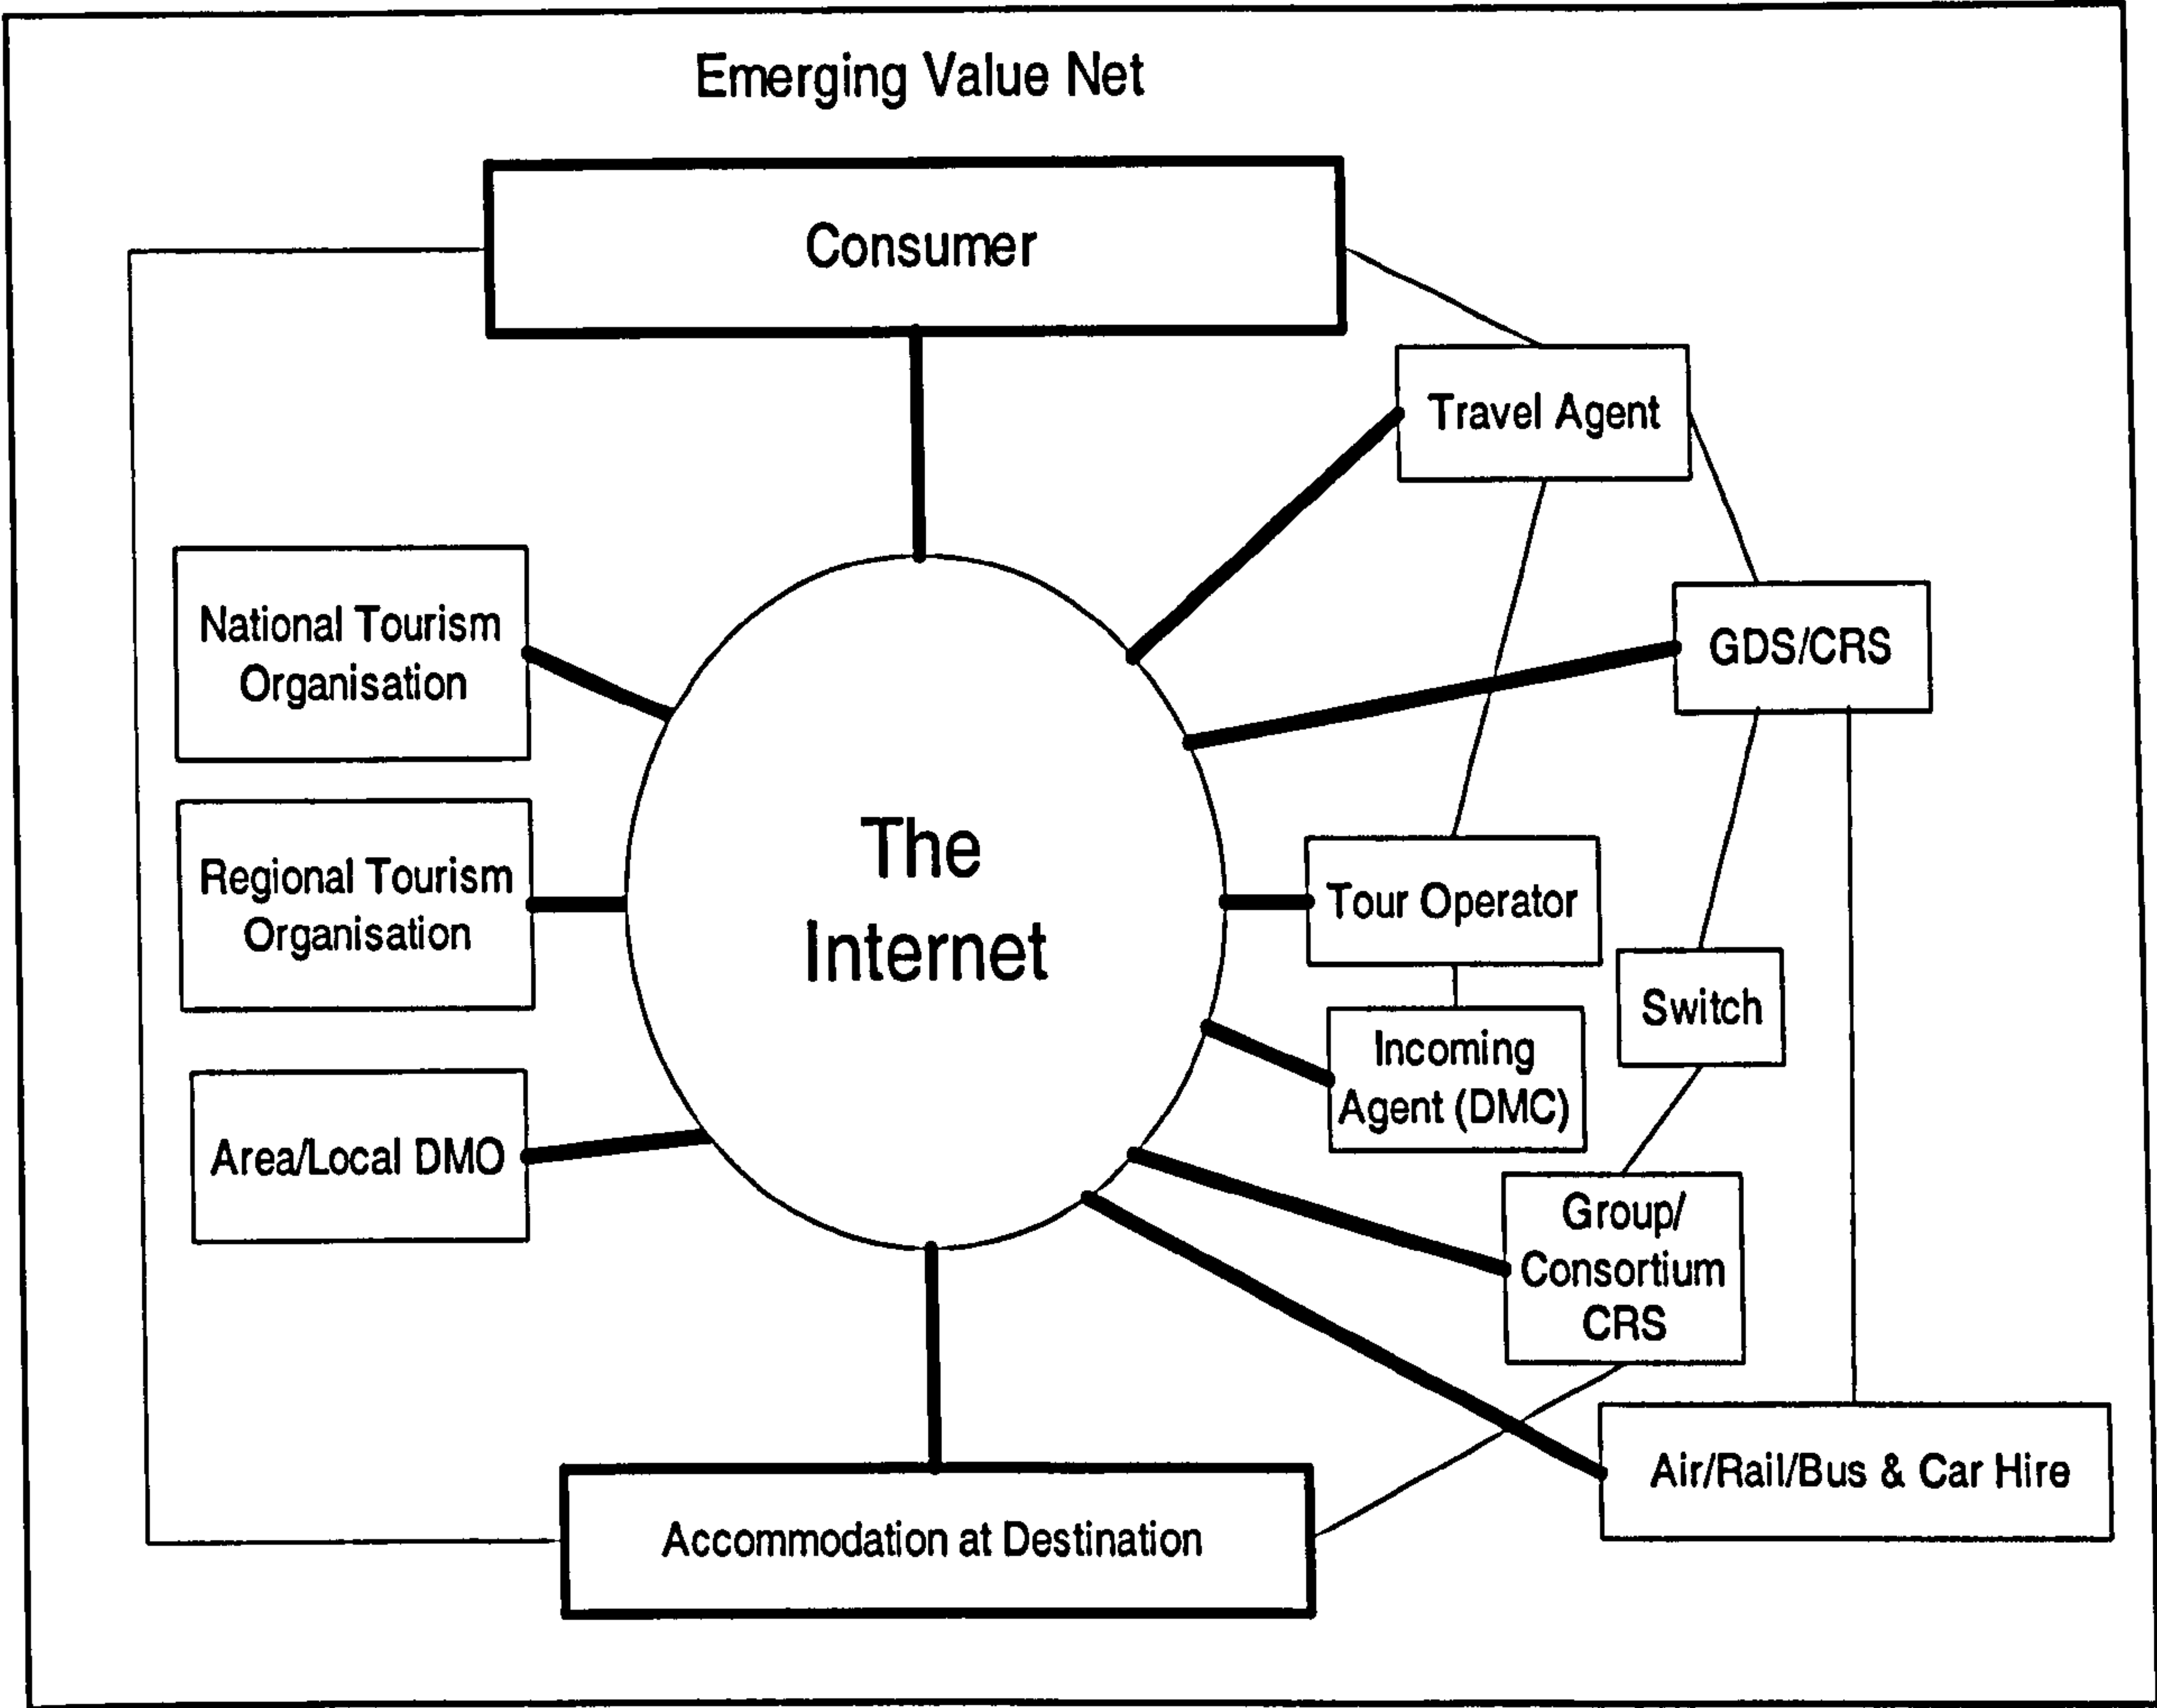 Emerging Value Net
Consumer
Travel Agent
National Tourism
Organisation
GDS/CRS
The
Internet
Regional Tourism
Organisation
Tour Operator
Switch
Incoming
Agent (DMC)
Area/Local DMO
Group/
Consortium
CRS
Air/Rail/Bus & Car Hire
Accommodation at Destination